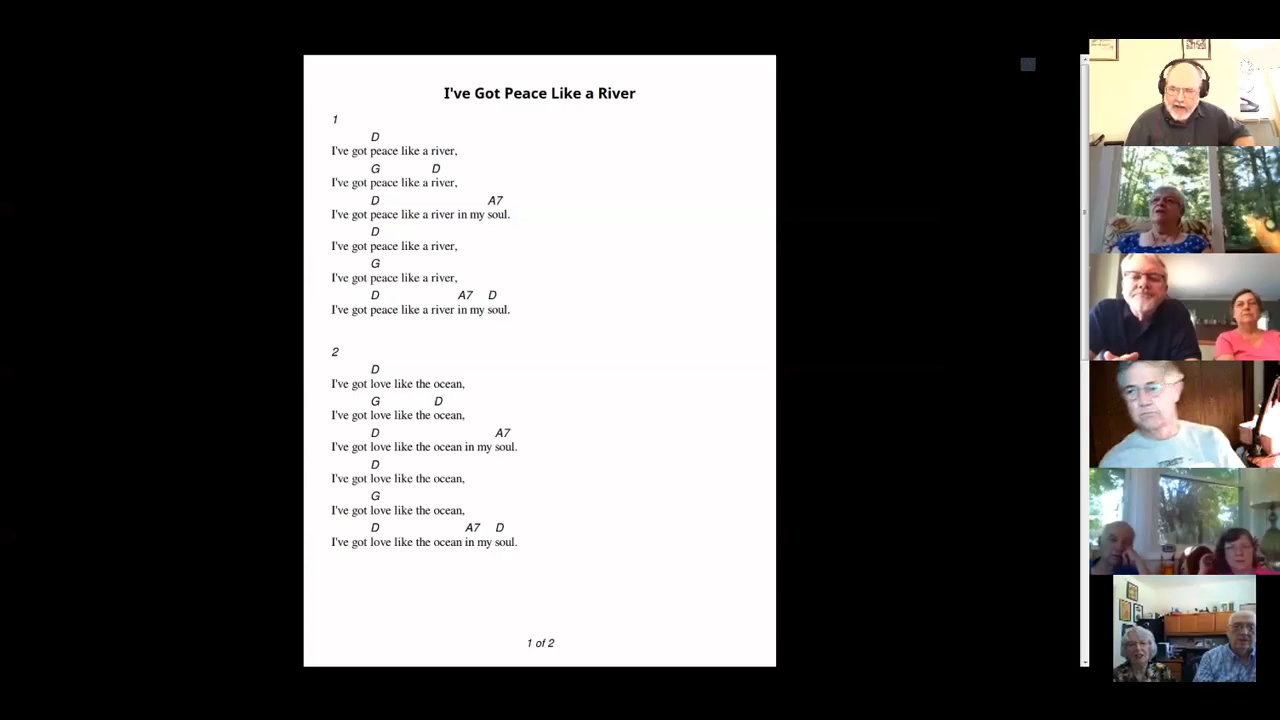 I've Got Peace Like a River
1
D
I've got peace like a river,
G D
I've got peace like a river,
D A7
I've got peace like a river in my soul.
D
I've got peace like a river,
G
I've got peace like a river,
D A7 D
I've got peace like a river in my soul.
2
D
I've got love like the ocean,
G D
I've got love like the ocean,
D A7
I've got love like the ocean in my soul.
D
I've got love like the ocean,
G
I've got love like the ocean,
D A7 D
I've got love like the ocean in my soul.
1 of 2